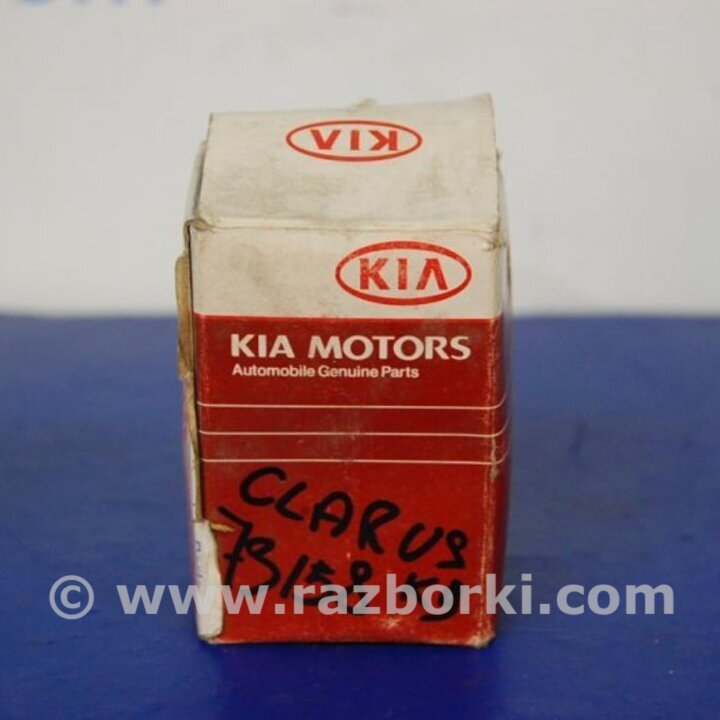 KIA
KIA
KIA MOTORS
Automobile Genuine Parts
CLARUS
© www.razborki.com